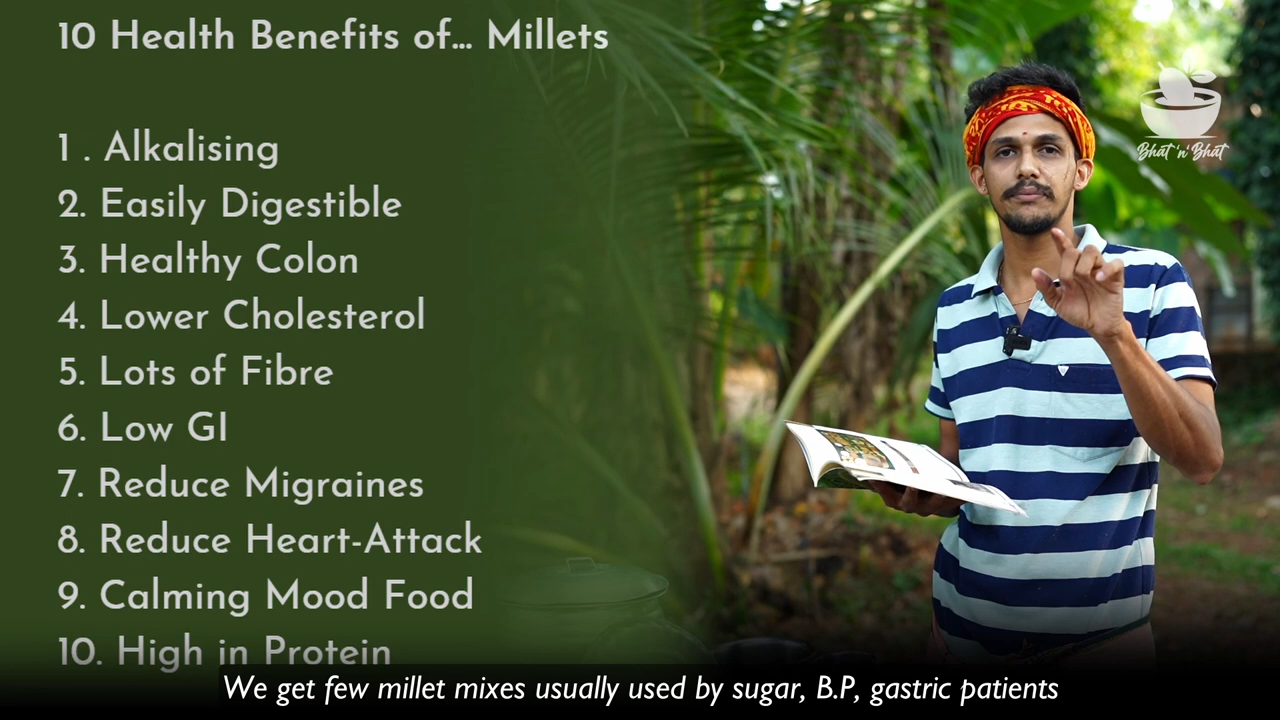 10 Health Benefits of... Millets
1 . Alkalising
2. Easily Digestible
3. Healthy Colon
4. Lower Cholesterol
5. Lots of Fibre
6. Low GI
7. Reduce Migraines
8. Reduce Heart-Attack
9. Calming Mood Food
10. High in Protein
Bhat 'n' Bhat
We get few millet mixes usually used by sugar, B.P, gastric patients